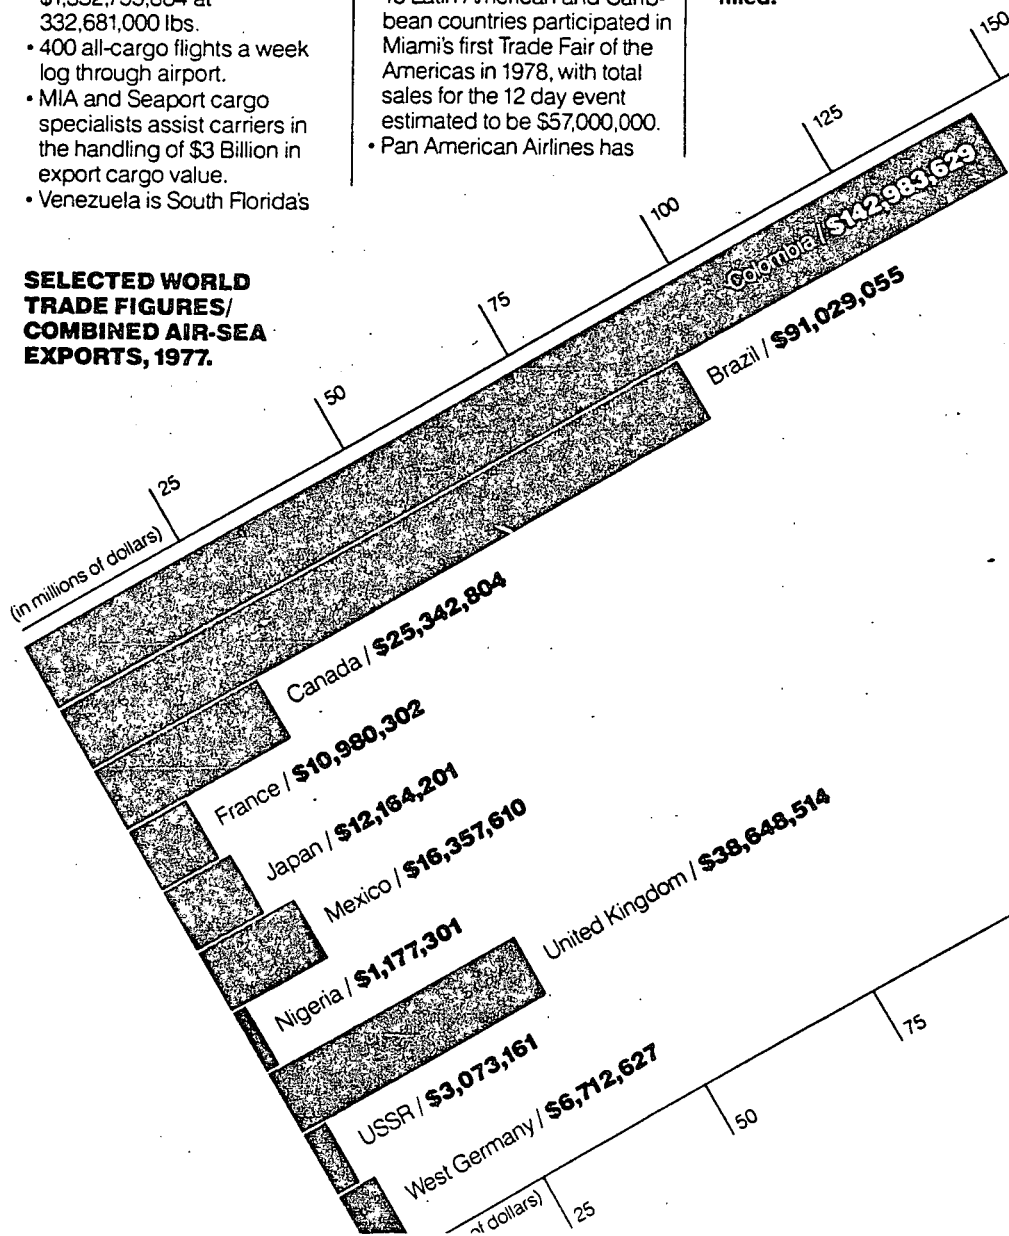 332,681,000 lbs.
• 400 all-cargo flights a week
log through airport.
• MIA and Seaport cargo
specialists assist carriers in
the handling of $3 Billion in
export cargo value.
• Venezuela is South Florida's
bean countries participated in
Miami's first Trade Fair of the
Americas in 1978, with total
sales for the 12 day event
estimated to be $57,000,000.
• Pan American Airlines has
SELECTED WORLD
TRADE FIGURES/
COMBINED AIR-SEA
EXPORTS, 1977.
(in millions of dollars)
25
50
75
100
125
150
Colombia / $142,983,629
Brazil / $91,029,055
Canada / $25,342,804
France / $10,980,302
Japan / $12,164,201
Mexico / $16,357,610
Nigeria / $1,177,301
United Kingdom / $38,648,514
USSR / $3,073,161
West Germany / $6,712,627
of dollars)
25
50
75